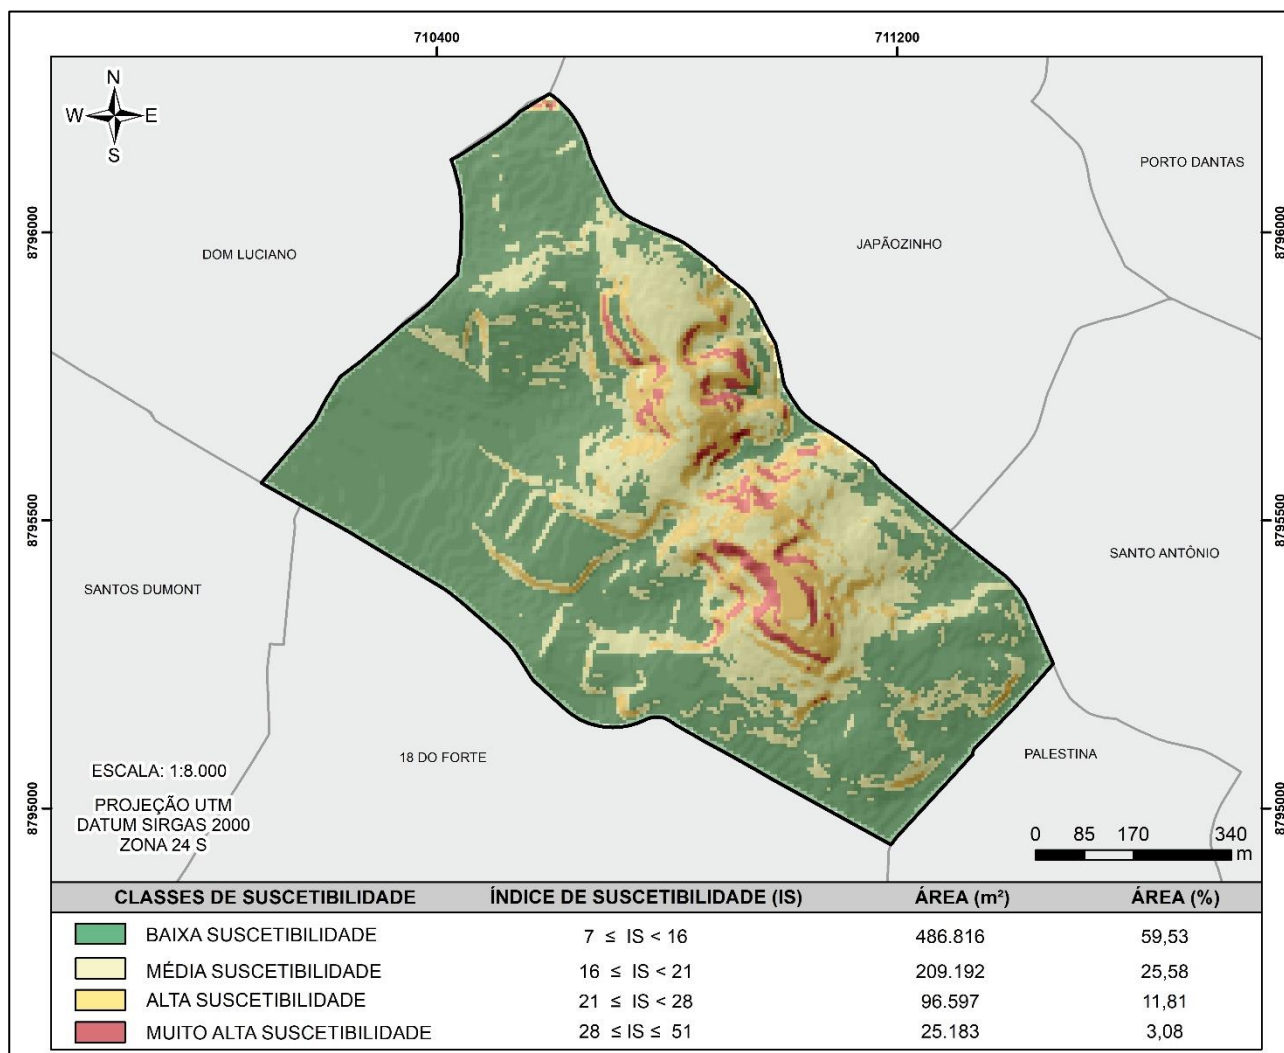 710400
711200
N
W E
S
PORTO DANTAS
8796000
8796000
DOM LUCIANO
JAPÃOZINHO
8795500
8795500
SANTO ANTÔNIO
SANTOS DUMONT
18 DO FORTE
PALESTINA
ESCALA: 1:8.000
PROJEÇÃO UTM
DATUM SIRGAS 2000
ZONA 24 S
8795000
8795000
0 85 170 340
m
CLASSES DE SUSCETIBILIDADE ÍNDICE DE SUSCETIBILIDADE (IS) ÁREA (m²) ÁREA (%)
BAIXA SUSCETIBILIDADE 7 ≤ IS < 16 486.816 59,53
MÉDIA SUSCETIBILIDADE 16 ≤ IS < 21 209.192 25,58
ALTA SUSCETIBILIDADE 21 ≤ IS < 28 96.597 11,81
MUITO ALTA SUSCETIBILIDADE 28 ≤ IS ≤ 51 25.183 3,08